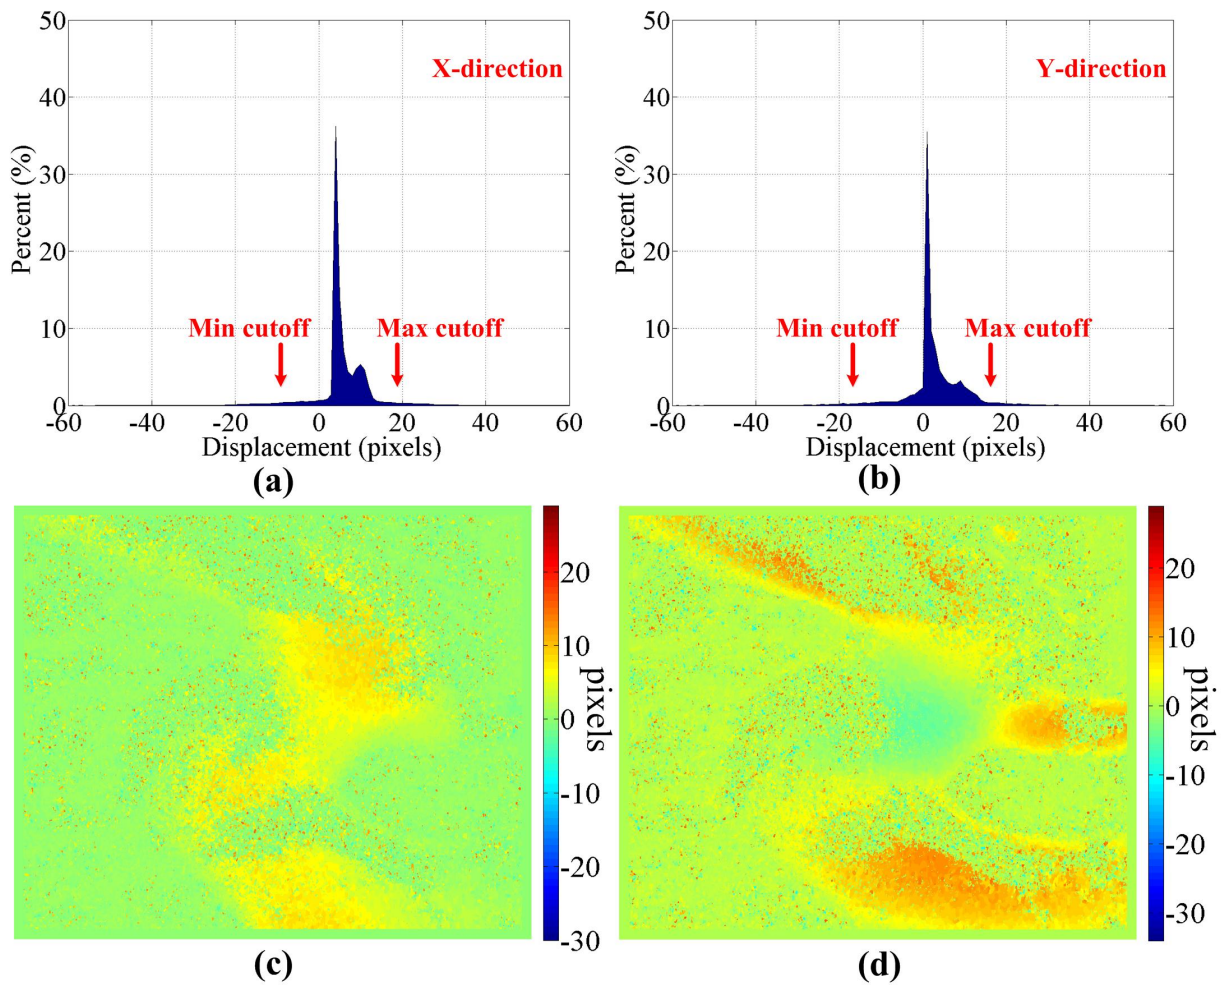 50
40
30
20
10
0
Percent (%)
X-direction
Min cutoff
Max cutoff
-60
-40
-20
0
20
40
60
Displacement (pixels)
(a)
50
40
30
20
10
0
Percent (%)
Y-direction
Min cutoff
Max cutoff
-60
-40
-20
0
20
40
60
Displacement (pixels)
(b)
20
10
0
-10
-20
-30
pixels
(c)
20
10
0
-10
-20
-30
pixels
(d)